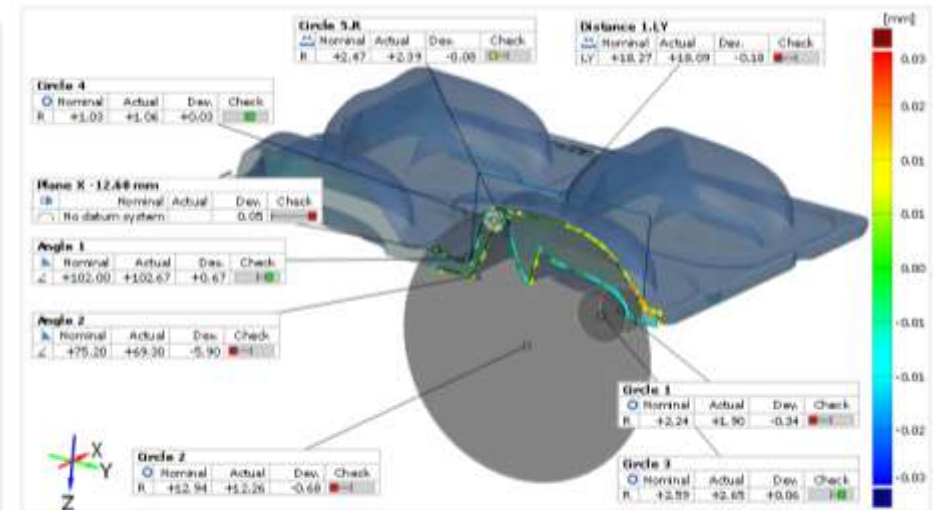 [mm]
Circle 5.R
Nominal Actual Dev. Check
R +2.47 +2.39 -0.08
Distance 1.LY
Nominal Actual Dev. Check
LY +18.27 +18.09 -0.18
Circle 4
Nominal Actual Dev. Check
R +1.03 +1.06 +0.03
Plane X -12.60 mm
Nominal Actual Dev. Check
No datum system 0.05
Angle 1
Nominal Actual Dev. Check
+102.00 +102.67 +0.67
Angle 2
Nominal Actual Dev. Check
+75.20 +69.30 -5.90
Circle 1
Nominal Actual Dev. Check
R +2.24 +1.90 -0.34
Circle 2
Nominal Actual Dev. Check
R +12.94 +12.26 -0.68
Circle 3
Nominal Actual Dev. Check
R +2.59 +2.65 +0.06
X
Y
Z
0.03
0.02
0.01
0.01
0.00
-0.01
-0.01
-0.02
-0.03